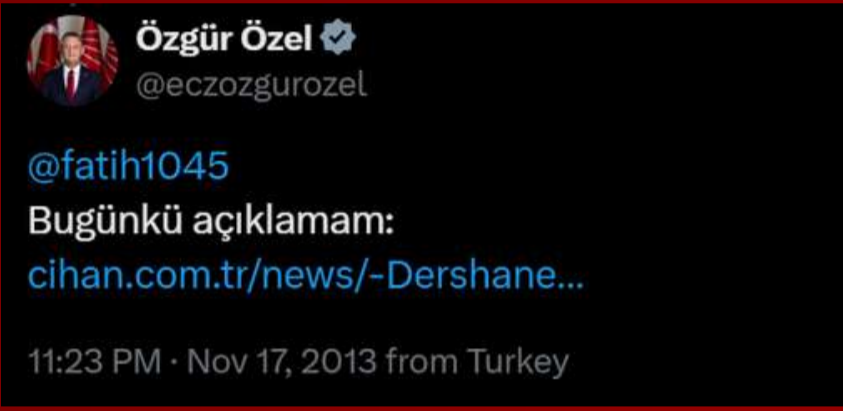 Özgür Özel
@eczozgurozel
@fatih1045
Bugünkü açıklamam:
cihan.com.tr/news/-Dershane...
11:23 PM · Nov 17, 2013 from Turkey